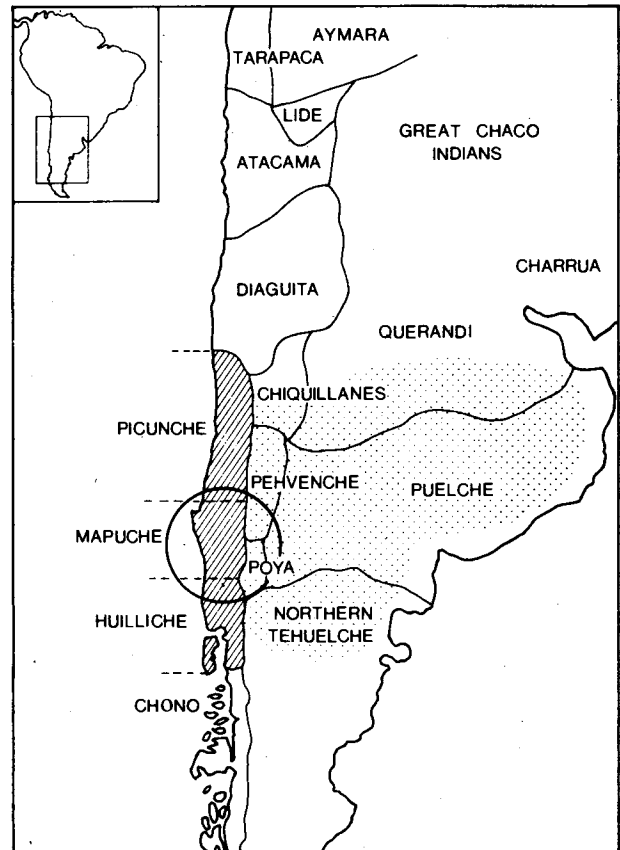 AYMARA
TARAPACA
LIDE
GREAT CHACO
INDIANS
ATACAMA
CHARRUA
DIAGUITA
QUERANDI
CHIQUILLANES
PICUNCHE
PEHVENCHE
PUELCHE
MAPUCHE
POYA
HUILLICHE
NORTHERN
TEHUELCHE
CHONO